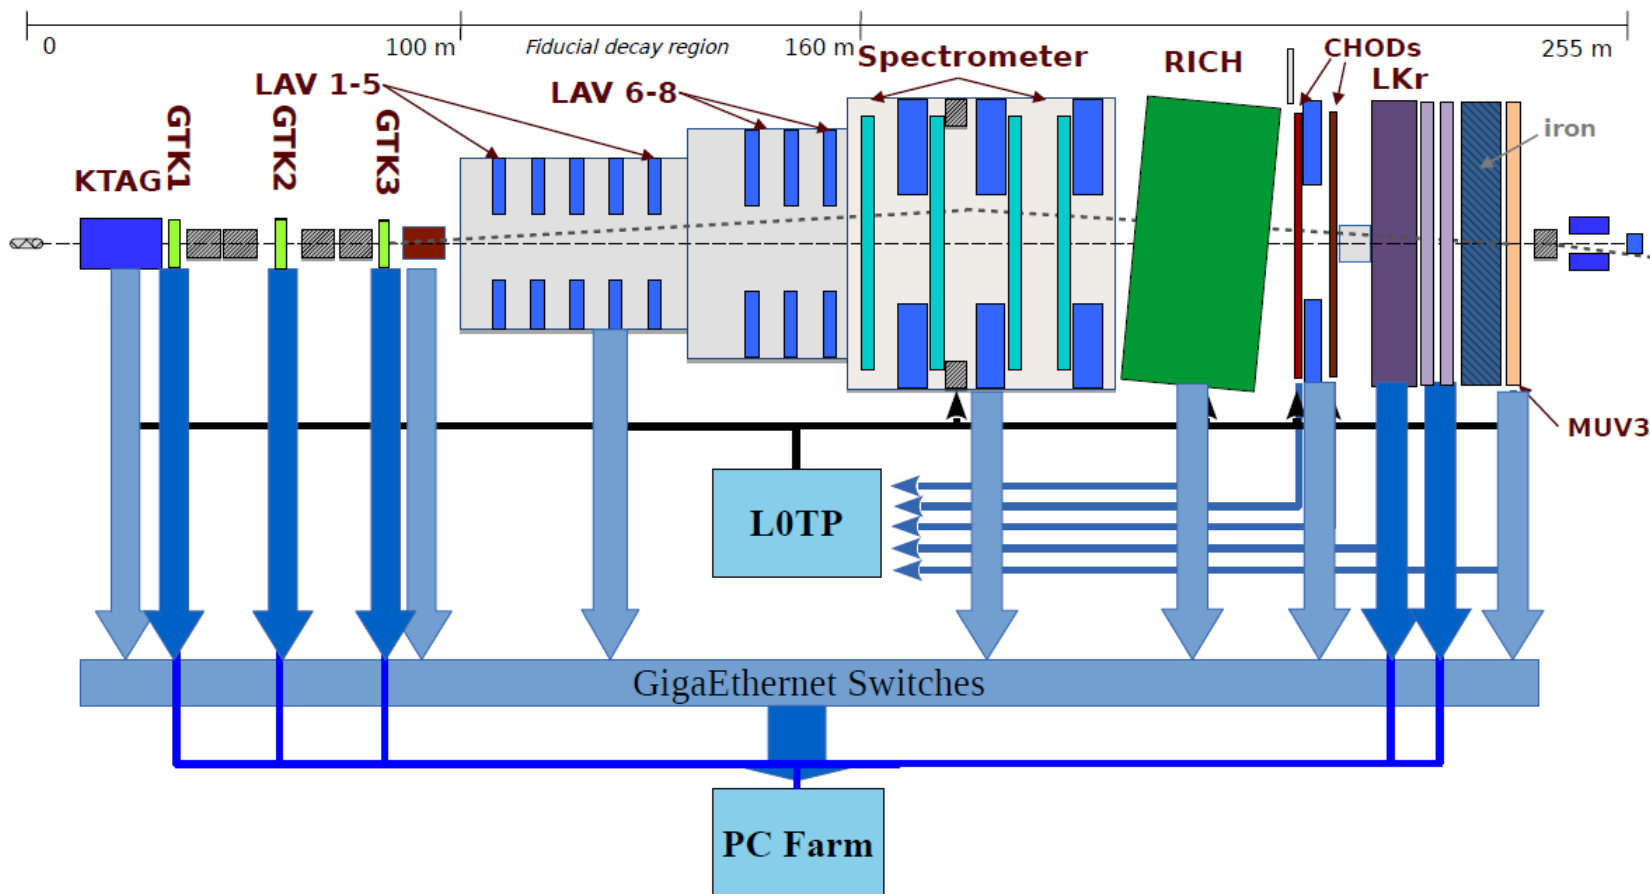 0
100 m
Fiducial decay region
160 m
255 m
Spectrometer
RICH
CHODs
LKr
LAV 1-5
LAV 6-8
iron
KTAG
GTK1
GTK2
GTK3
MUV3
L0TP
GigaEthernet Switches
PC Farm